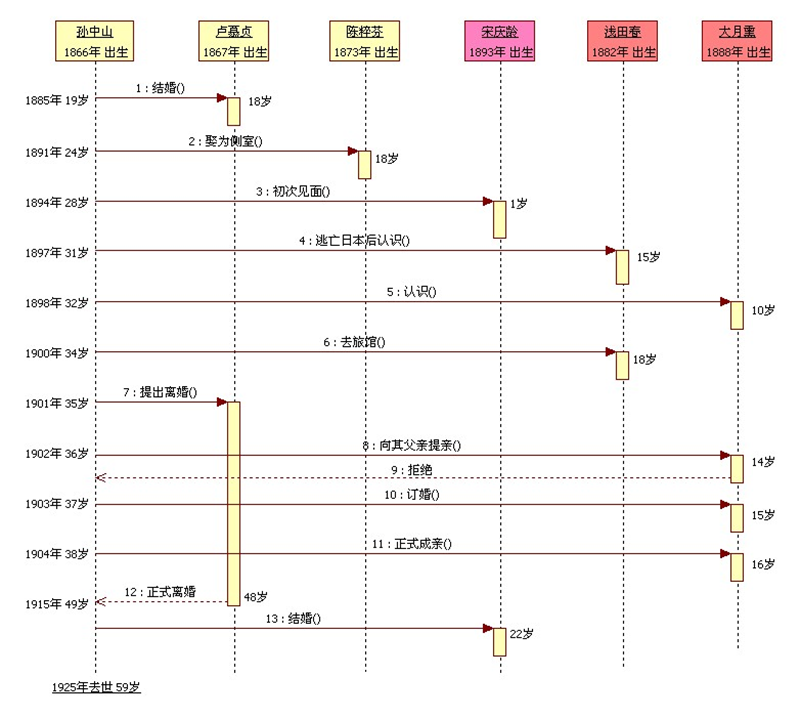 孙中山
1866年 出生
卢慕贞
1867年 出生
陈粹芬
1873年 出生
宋庆龄
1893年 出生
浅田春
1882年 出生
大月薰
1888年 出生
1 : 结婚()
1885年 19岁
18岁
2 : 娶为侧室()
1891年 24岁
18岁
3 : 初次见面()
1894年 28岁
1岁
4 : 逃亡日本后认识()
1897年 31岁
15岁
5 : 认识()
1898年 32岁
10岁
6 : 去旅馆()
1900年 34岁
18岁
7 : 提出离婚()
1901年 35岁
8 : 向其父亲提亲()
1902年 36岁
14岁
9 : 拒绝
10 : 订婚()
1903年 37岁
15岁
11 : 正式成亲()
1904年 38岁
16岁
12 : 正式离婚
48岁
1915年 49岁
13 : 结婚()
22岁
1925年去世 59岁